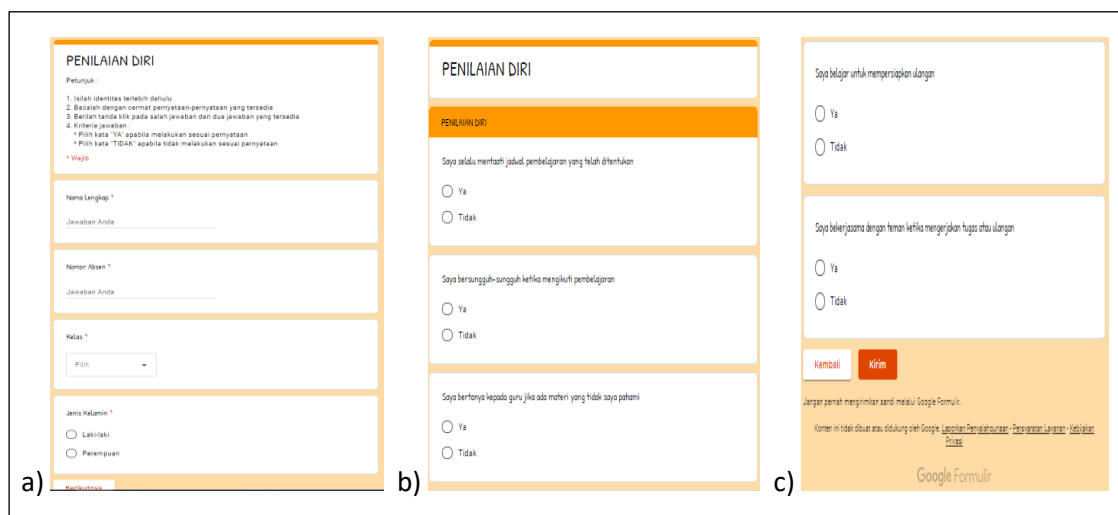 PENILAIAN DIRI
Petunjuk :
1. Isilah identitas terlebih dahulu
2. Bacalah dengan cermat pernyataan-pernyataan yang tersedia
3. Berilah tanda klik pada salah jawaban dari dua jawaban yang tersedia
4. Kriteria jawaban :
* Pilih kata "YA" apabila melakukan sesuai pernyataan
* Pilih kata "TIDAK" apabila tidak melakukan sesuai pernyataan
* Wajib
Nama Lengkap *
Jawaban Anda
Nomor Absen *
Jawaban Anda
Kelas *
Pilih
Jenis Kelamin *
Laki-laki
Perempuan
Berikutnya
a)
PENILAIAN DIRI
PENILAIAN DIRI
Saya selalu mentaati jadwal pembelajaran yang telah ditentukan
Ya
Tidak
Saya bersungguh-sungguh ketika mengikuti pembelajaran
Ya
Tidak
Saya bertanya kepada guru jika ada materi yang tidak saya pahami
Ya
Tidak
b)
Saya belajar untuk mempersiapkan ulangan
Ya
Tidak
Saya bekerjasama dengan teman ketika mengerjakan tugas atau ulangan
Ya
Tidak
Kembali
Kirim
Jangan pernah mengirimkan sandi melalui Google Formulir.
Konten ini tidak dibuat atau didukung oleh Google. Laporkan Penyalahgunaan - Persyaratan Layanan - Kebijakan
Privasi
Google Formulir
c)